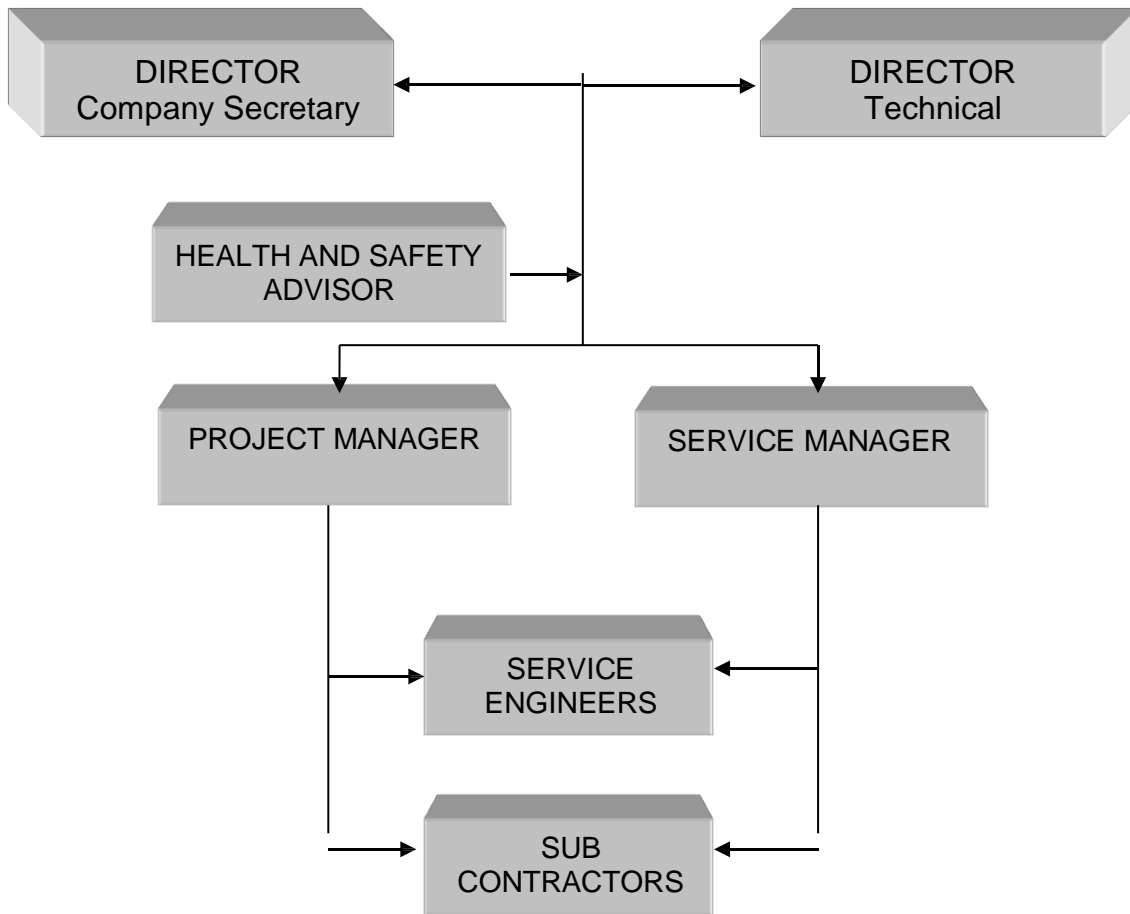 DIRECTOR
Company Secretary
DIRECTOR
Technical
HEALTH AND SAFETY
ADVISOR
PROJECT MANAGER
SERVICE MANAGER
SERVICE
ENGINEERS
SUB
CONTRACTORS